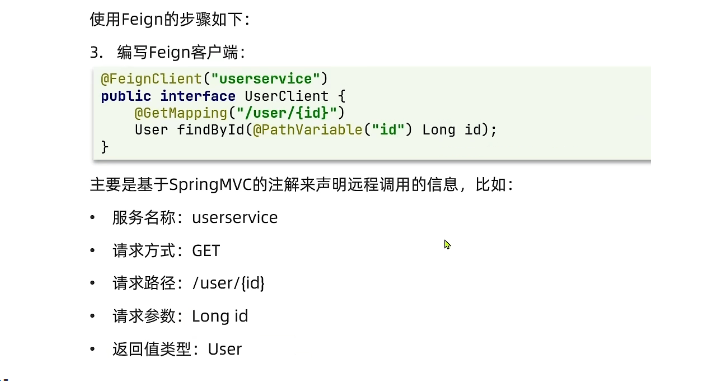 使用Feign的步骤如下：
3. 编写Feign客户端：
@FeignClient("userservice")
public interface UserClient {
    @GetMapping("/user/{id}")
    User findById(@PathVariable("id") Long id);
}
主要是基于SpringMVC的注解来声明远程调用的信息，比如：
• 服务名称：userservice
• 请求方式：GET
• 请求路径：/user/{id}
• 请求参数：Long id
• 返回值类型：User